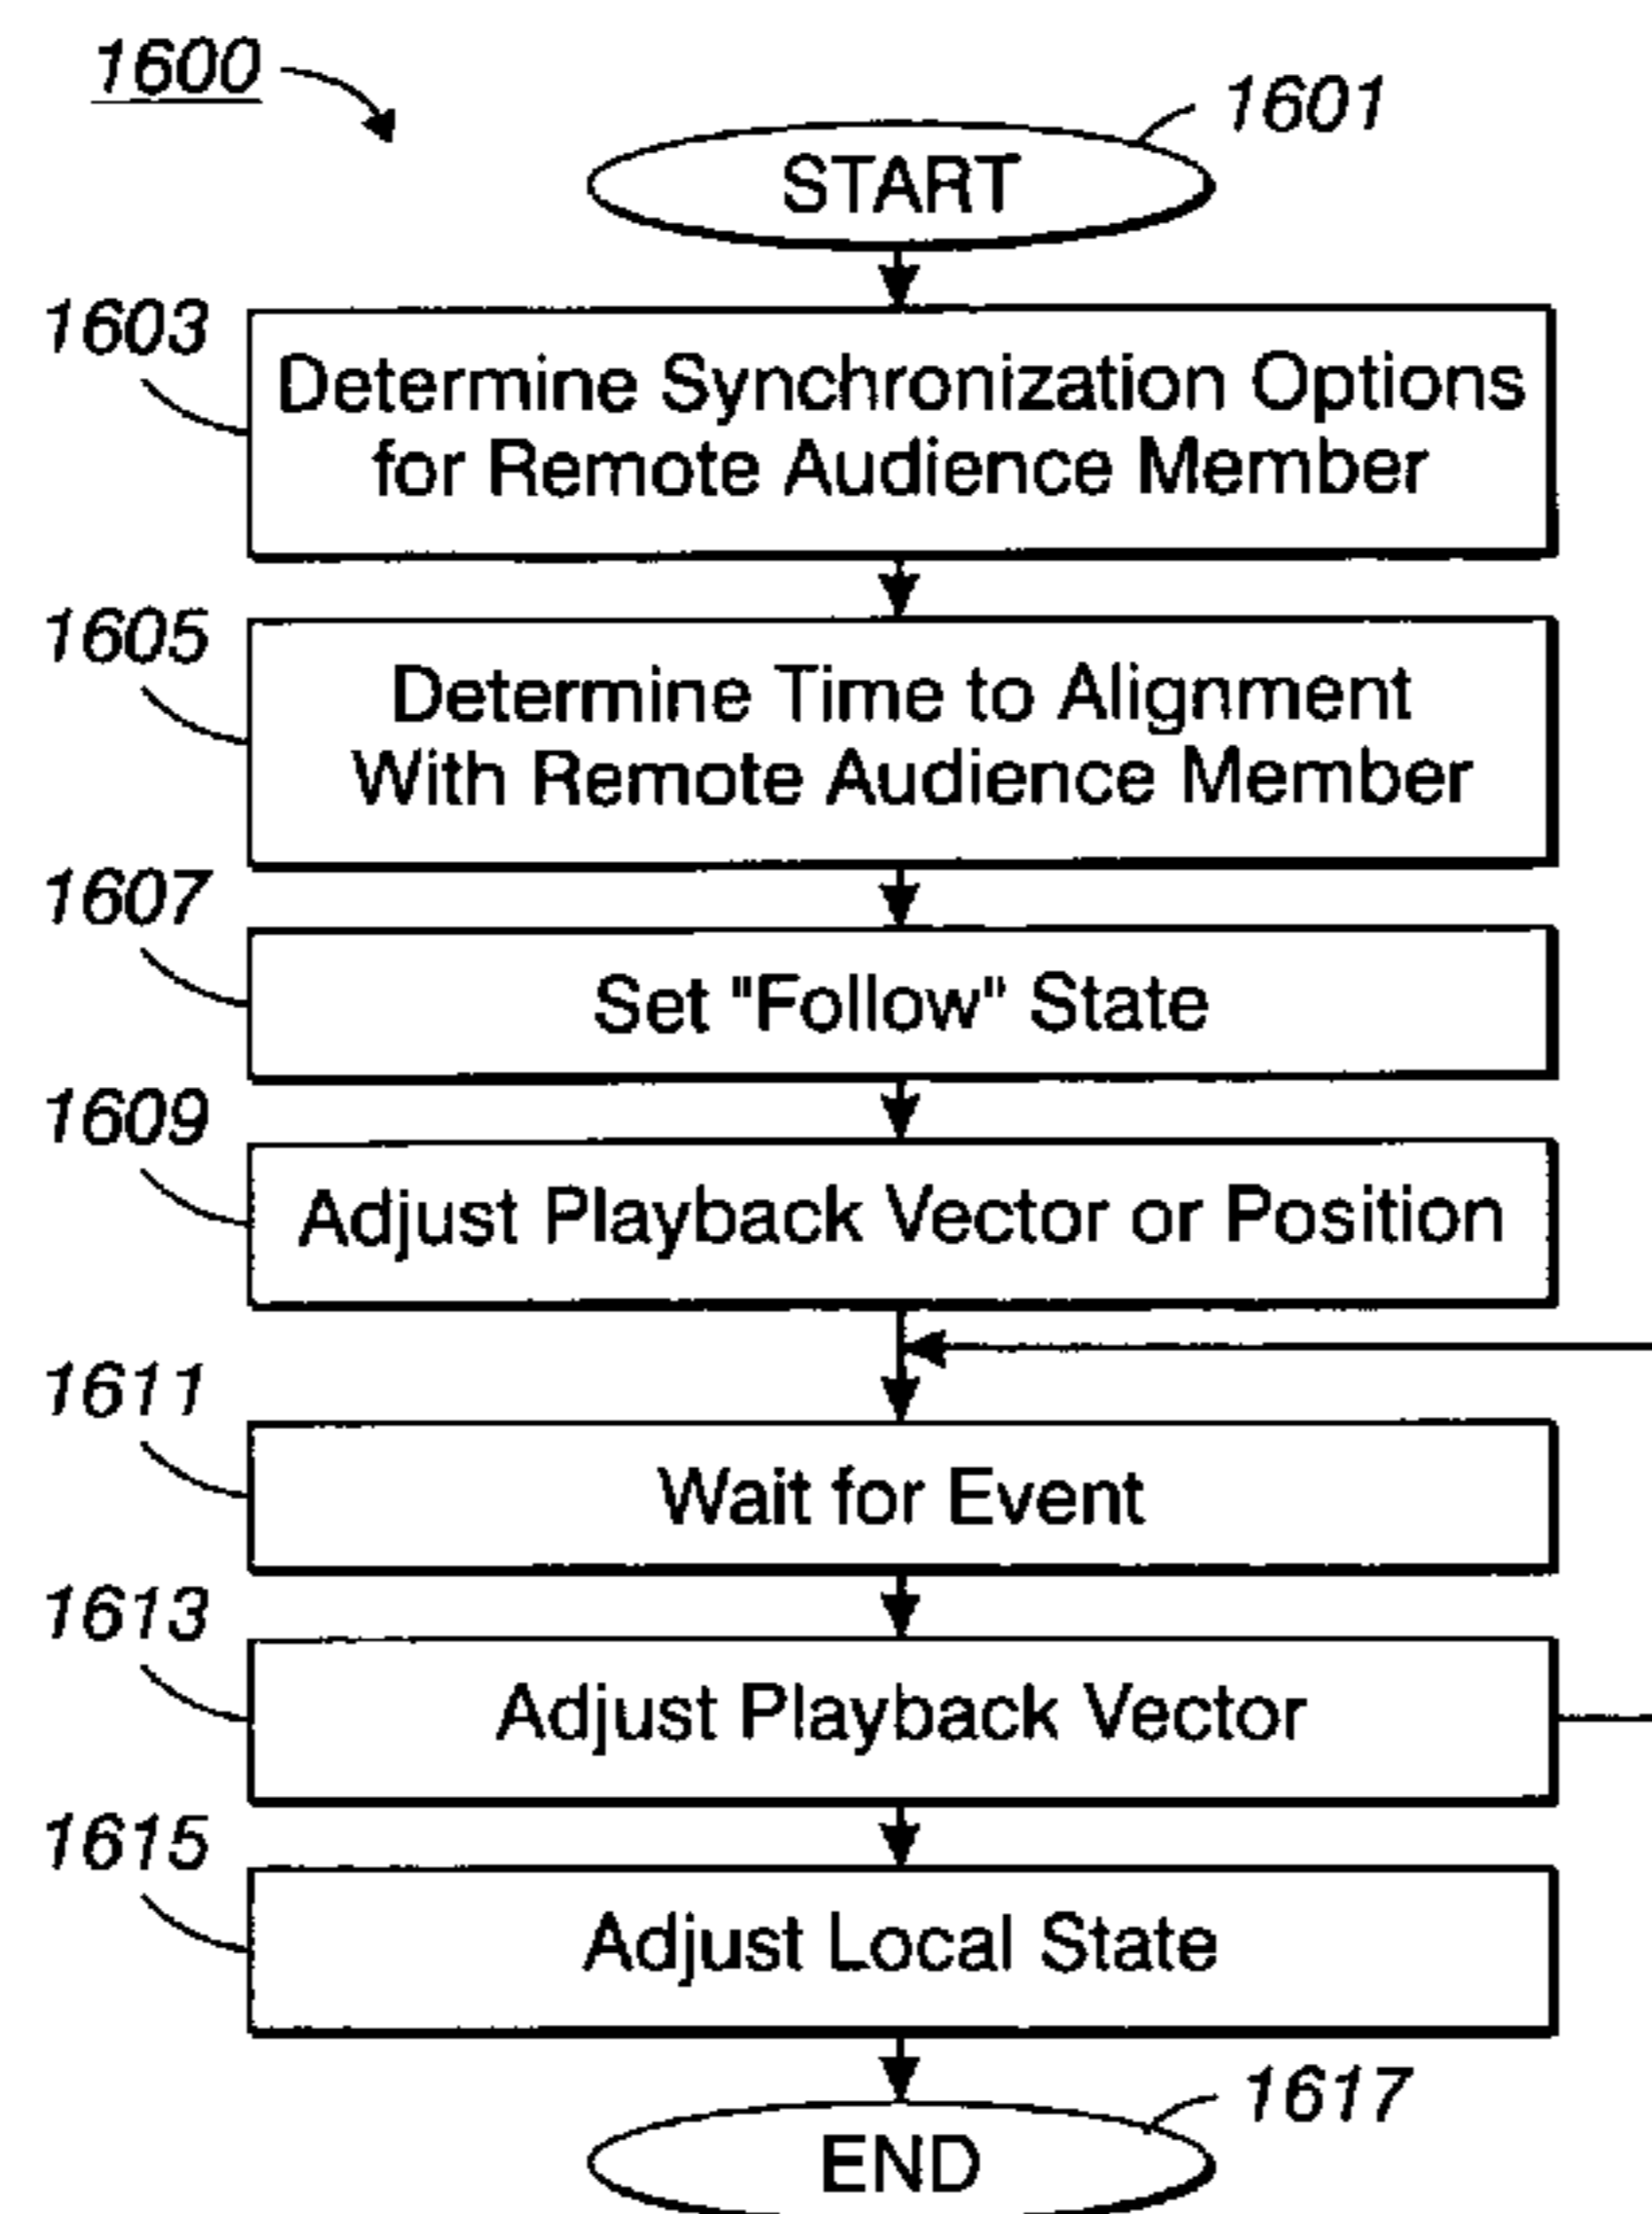 1600
1601
START
1603
Determine Synchronization Options
for Remote Audience Member
1605
Determine Time to Alignment
With Remote Audience Member
1607
Set "Follow" State
1609
Adjust Playback Vector or Position
1611
Wait for Event
1613
Adjust Playback Vector
1615
Adjust Local State
1617
END